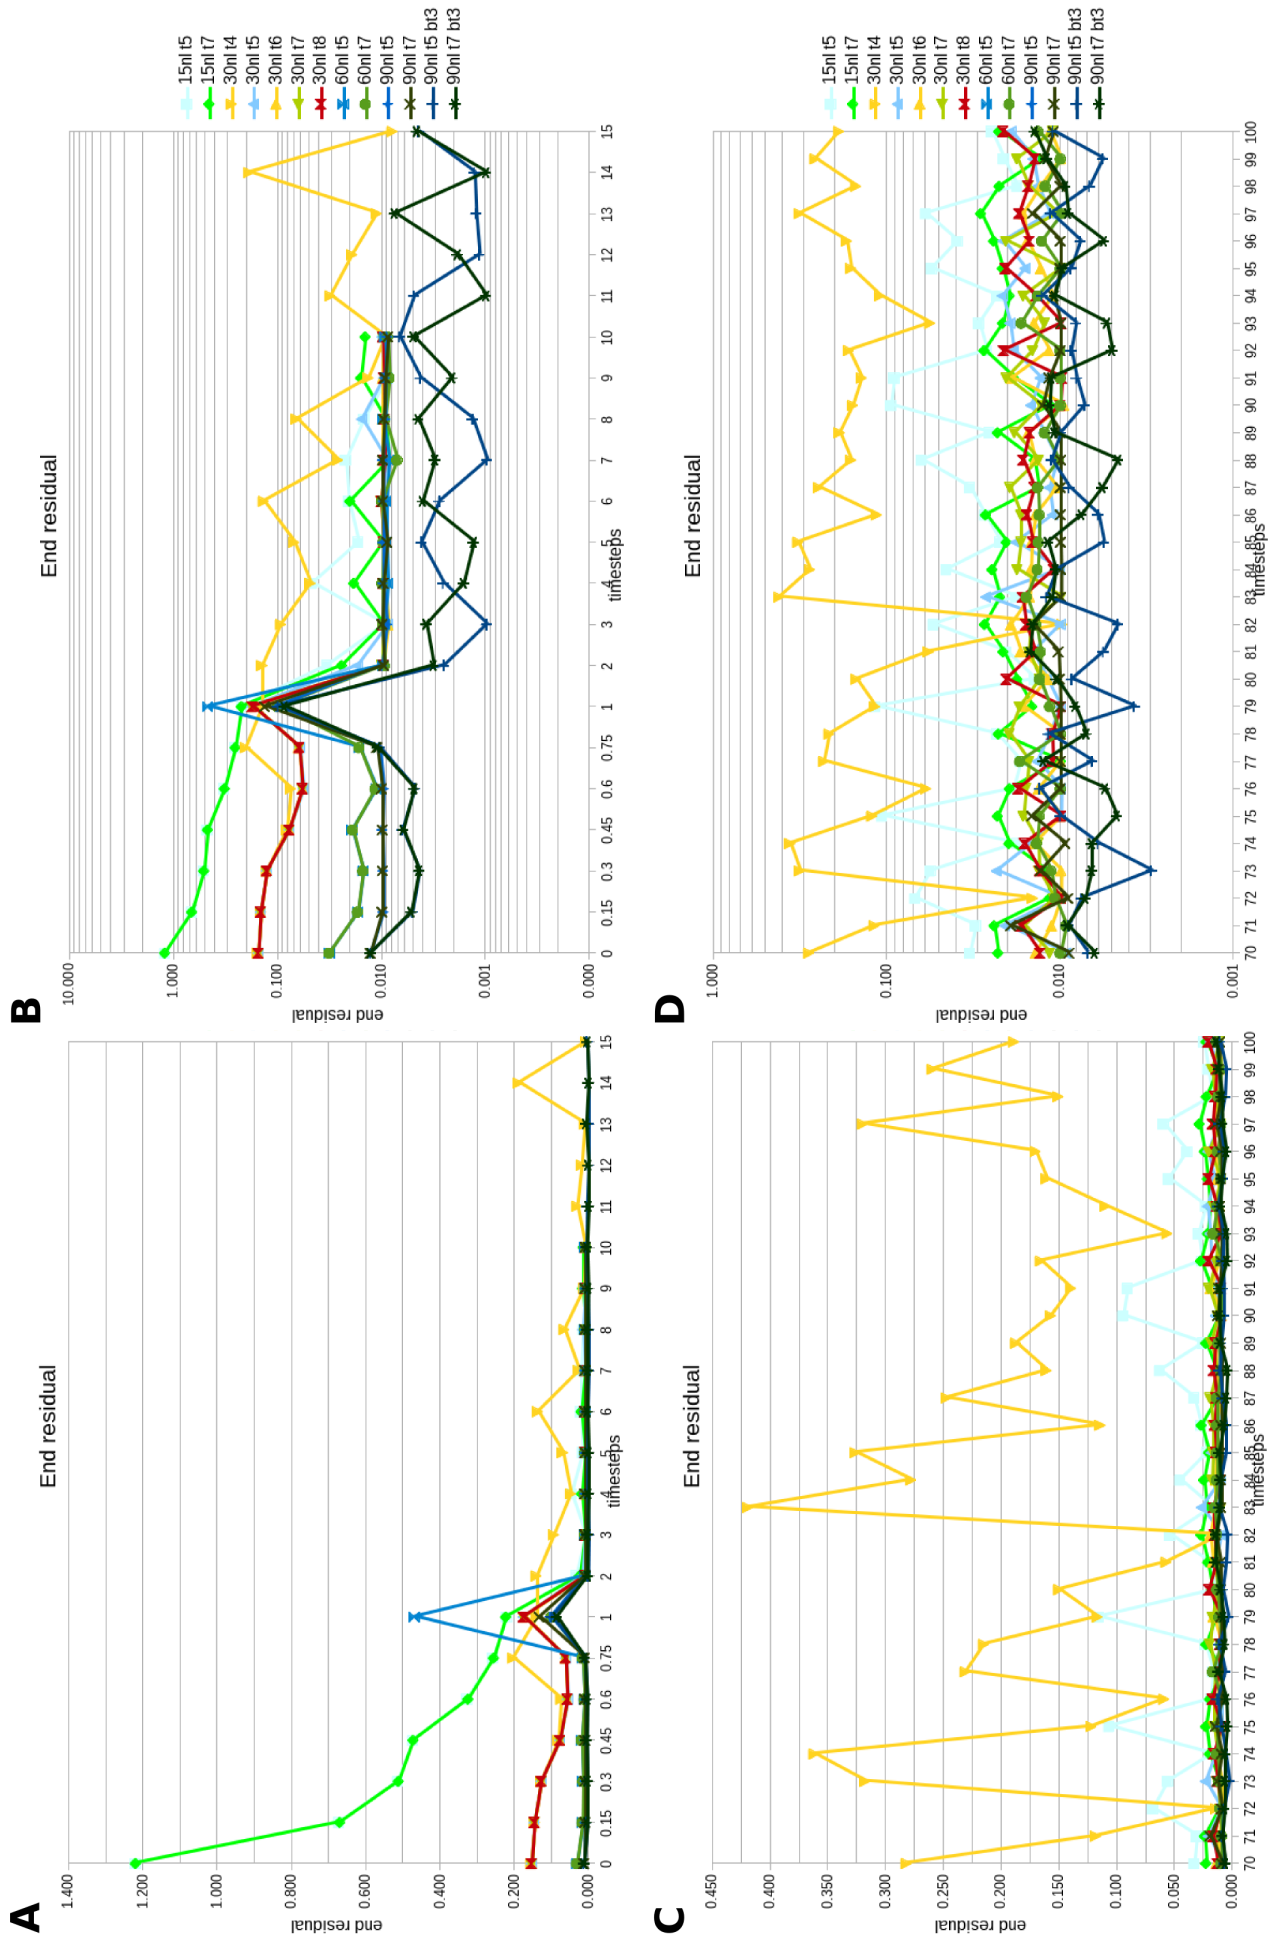 A
End residual
end residual
1.400
1.200
1.000
0.800
0.600
0.400
0.200
0.000
0 0.15 0.3 0.45 0.6 0.75 1 2 3 4 5 6 7 8 9 10 11 12 13 14 15
timesteps
B
End residual
end residual
10.000
1.000
0.100
0.010
0.001
0.000
0 0.15 0.3 0.45 0.6 0.75 1 2 3 4 5 6 7 8 9 10 11 12 13 14 15
timesteps
15nl t5
15nl t7
30nl t4
30nl t5
30nl t6
30nl t7
30nl t8
60nl t5
60nl t7
90nl t5
90nl t7
90nl t5 bt3
90nl t7 bt3
C
End residual
end residual
0.450
0.400
0.350
0.300
0.250
0.200
0.150
0.100
0.050
0.000
70 71 72 73 74 75 76 77 78 79 80 81 82 83 84 85 86 87 88 89 90 91 92 93 94 95 96 97 98 99 100
timesteps
D
End residual
end residual
1.000
0.100
0.010
0.001
70 71 72 73 74 75 76 77 78 79 80 81 82 83 84 85 86 87 88 89 90 91 92 93 94 95 96 97 98 99 100
timesteps
15nl t5
15nl t7
30nl t4
30nl t5
30nl t6
30nl t7
30nl t8
60nl t5
60nl t7
90nl t5
90nl t7
90nl t5 bt3
90nl t7 bt3